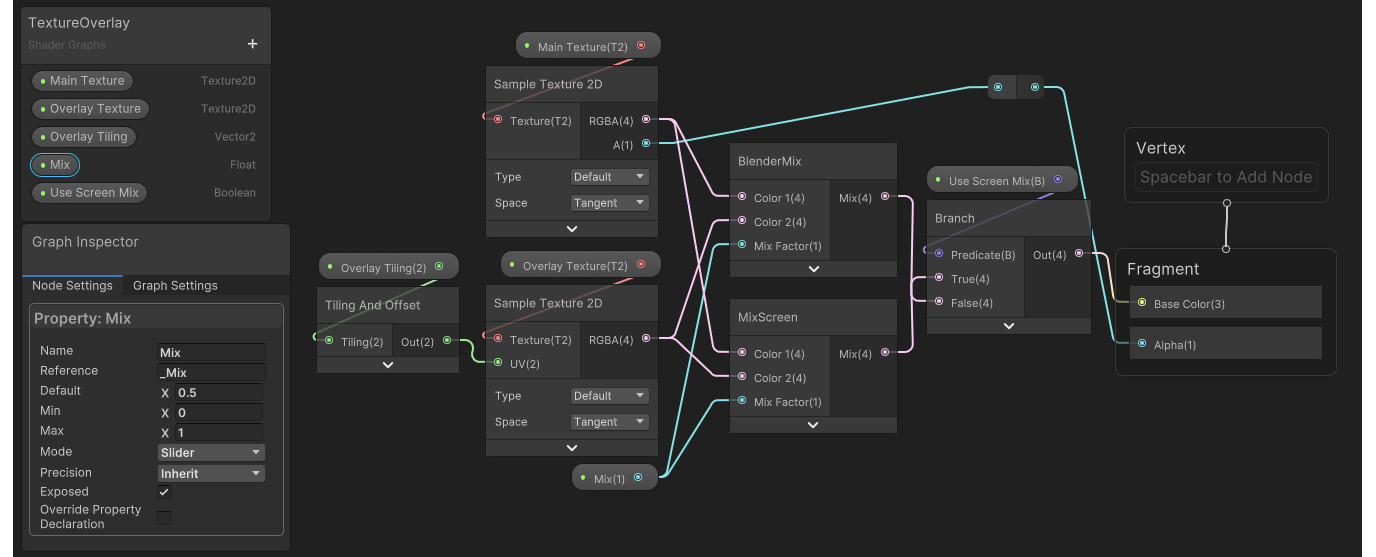 TextureOverlay
Shader Graphs
+
Main Texture Texture2D
Overlay Texture Texture2D
Overlay Tiling Vector2
Mix Float
Use Screen Mix Boolean
Graph Inspector
Node Settings Graph Settings
Property: Mix
Name Mix
Reference _Mix
Default X 0.5
Min X 0
Max X 1
Mode Slider
Precision Inherit
Exposed
Override Property
Declaration
Overlay Tiling(2)
Tiling And Offset
Tiling(2) Out(2)
Main Texture(T2)
Sample Texture 2D
Texture(T2) RGBA(4)
A(1)
Type Default
Space Tangent
Overlay Texture(T2)
Sample Texture 2D
Texture(T2) RGBA(4)
UV(2)
Type Default
Space Tangent
Mix(1)
BlenderMix
Color 1(4) Mix(4)
Color 2(4)
Mix Factor(1)
MixScreen
Color 1(4) Mix(4)
Color 2(4)
Mix Factor(1)
Use Screen Mix(B)
Branch
Predicate(B) Out(4)
True(4)
False(4)
Vertex
Spacebar to Add Node
Fragment
Base Color(3)
Alpha(1)